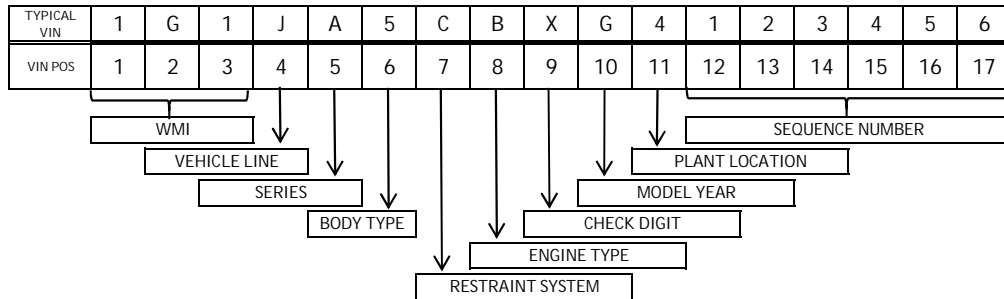 TYPICAL VIN 1 G 1 J A 5 C B X G 4 1 2 3 4 5 6
VIN POS 1 2 3 4 5 6 7 8 9 10 11 12 13 14 15 16 17
WMI SEQUENCE NUMBER
VEHICLE LINE PLANT LOCATION
SERIES MODEL YEAR
BODY TYPE CHECK DIGIT
ENGINE TYPE
RESTRAINT SYSTEM